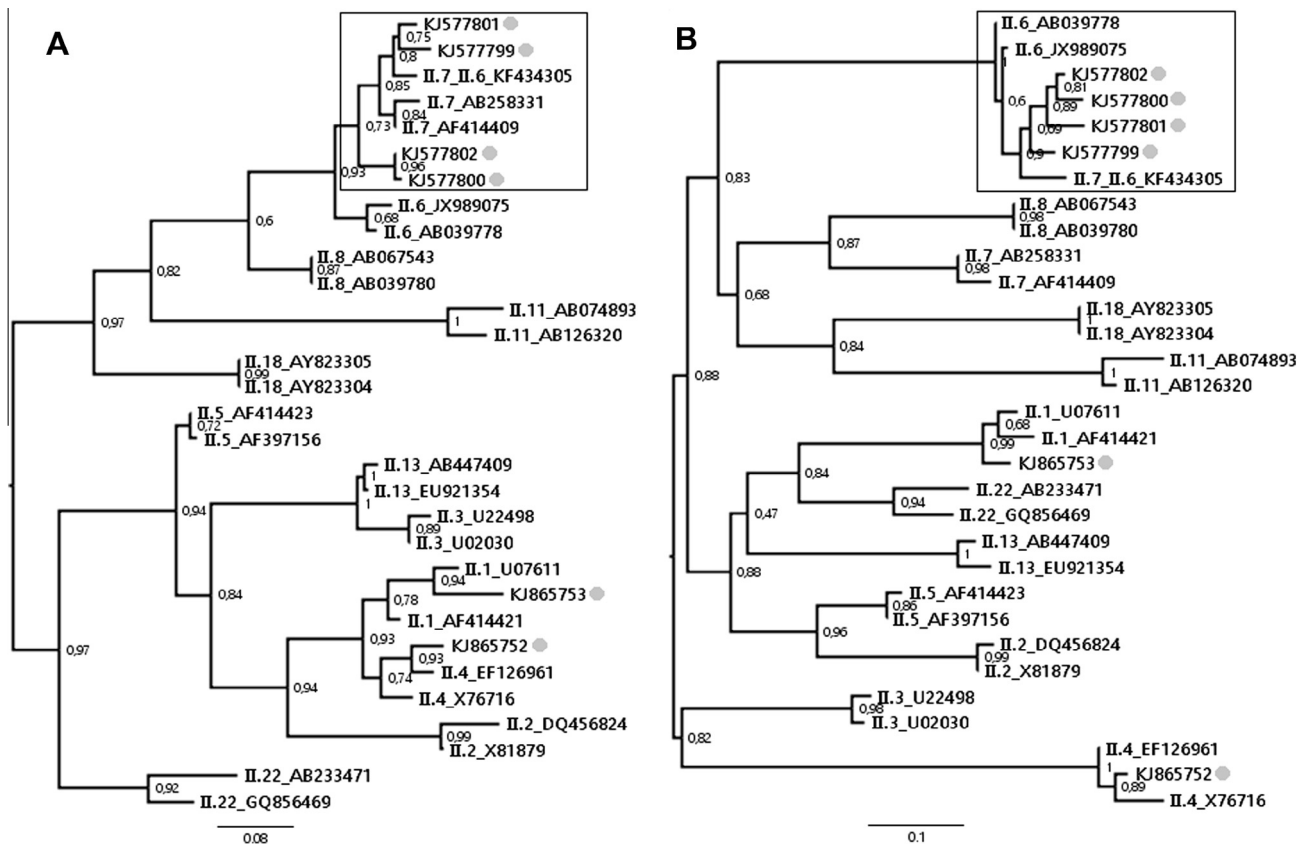 A
KJ577801
0,75
KJ577799
0,8
II.7_II.6_KF434305
0,85
II.7_AB258331
0,84
0,73
II.7_AF414409
KJ577802
0,96
0,93
KJ577800
II.6_JX989075
0,68
0,6
II.6_AB039778
II.8_AB067543
0,87
0,82
II.8_AB039780
II.11_AB074893
1
0,97
II.11_AB126320
II.18_AY823305
0,99
II.18_AY823304
II.5_AF414423
0,72
II.5_AF397156
II.13_AB447409
1
II.13_EU921354
1
0,94
II.3_U22498
0,89
II.3_U02030
II.1_U07611
0,94
0,84
KJ865753
0,78
II.1_AF414421
0,93
KJ865752
0,97
0,93
II.4_EF126961
0,74
0,94
II.4_X76716
II.2_DQ456824
0,99
II.2_X81879
II.22_AB233471
0,92
II.22_GQ856469
0.08
B
II.6_AB039778
II.6_JX989075
1
KJ577802
0,81
0,6
KJ577800
0,89
KJ577801
0,69
KJ577799
0,9
0,83
II.7_II.6_KF434305
II.8_AB067543
0,98
II.8_AB039780
0,87
II.7_AB258331
0,98
II.7_AF414409
0,68
II.18_AY823305
1
II.18_AY823304
0,84
II.11_AB074893
0,88
1
II.11_AB126320
II.1_U07611
0,68
II.1_AF414421
0,99
KJ865753
0,84
II.22_AB233471
0,94
0,47
II.22_GQ856469
II.13_AB447409
1
II.13_EU921354
0,88
II.5_AF414423
0,86
II.5_AF397156
0,96
II.2_DQ456824
0,99
II.2_X81879
II.3_U22498
0,98
II.3_U02030
0,82
II.4_EF126961
1
KJ865752
0,89
II.4_X76716
0.1